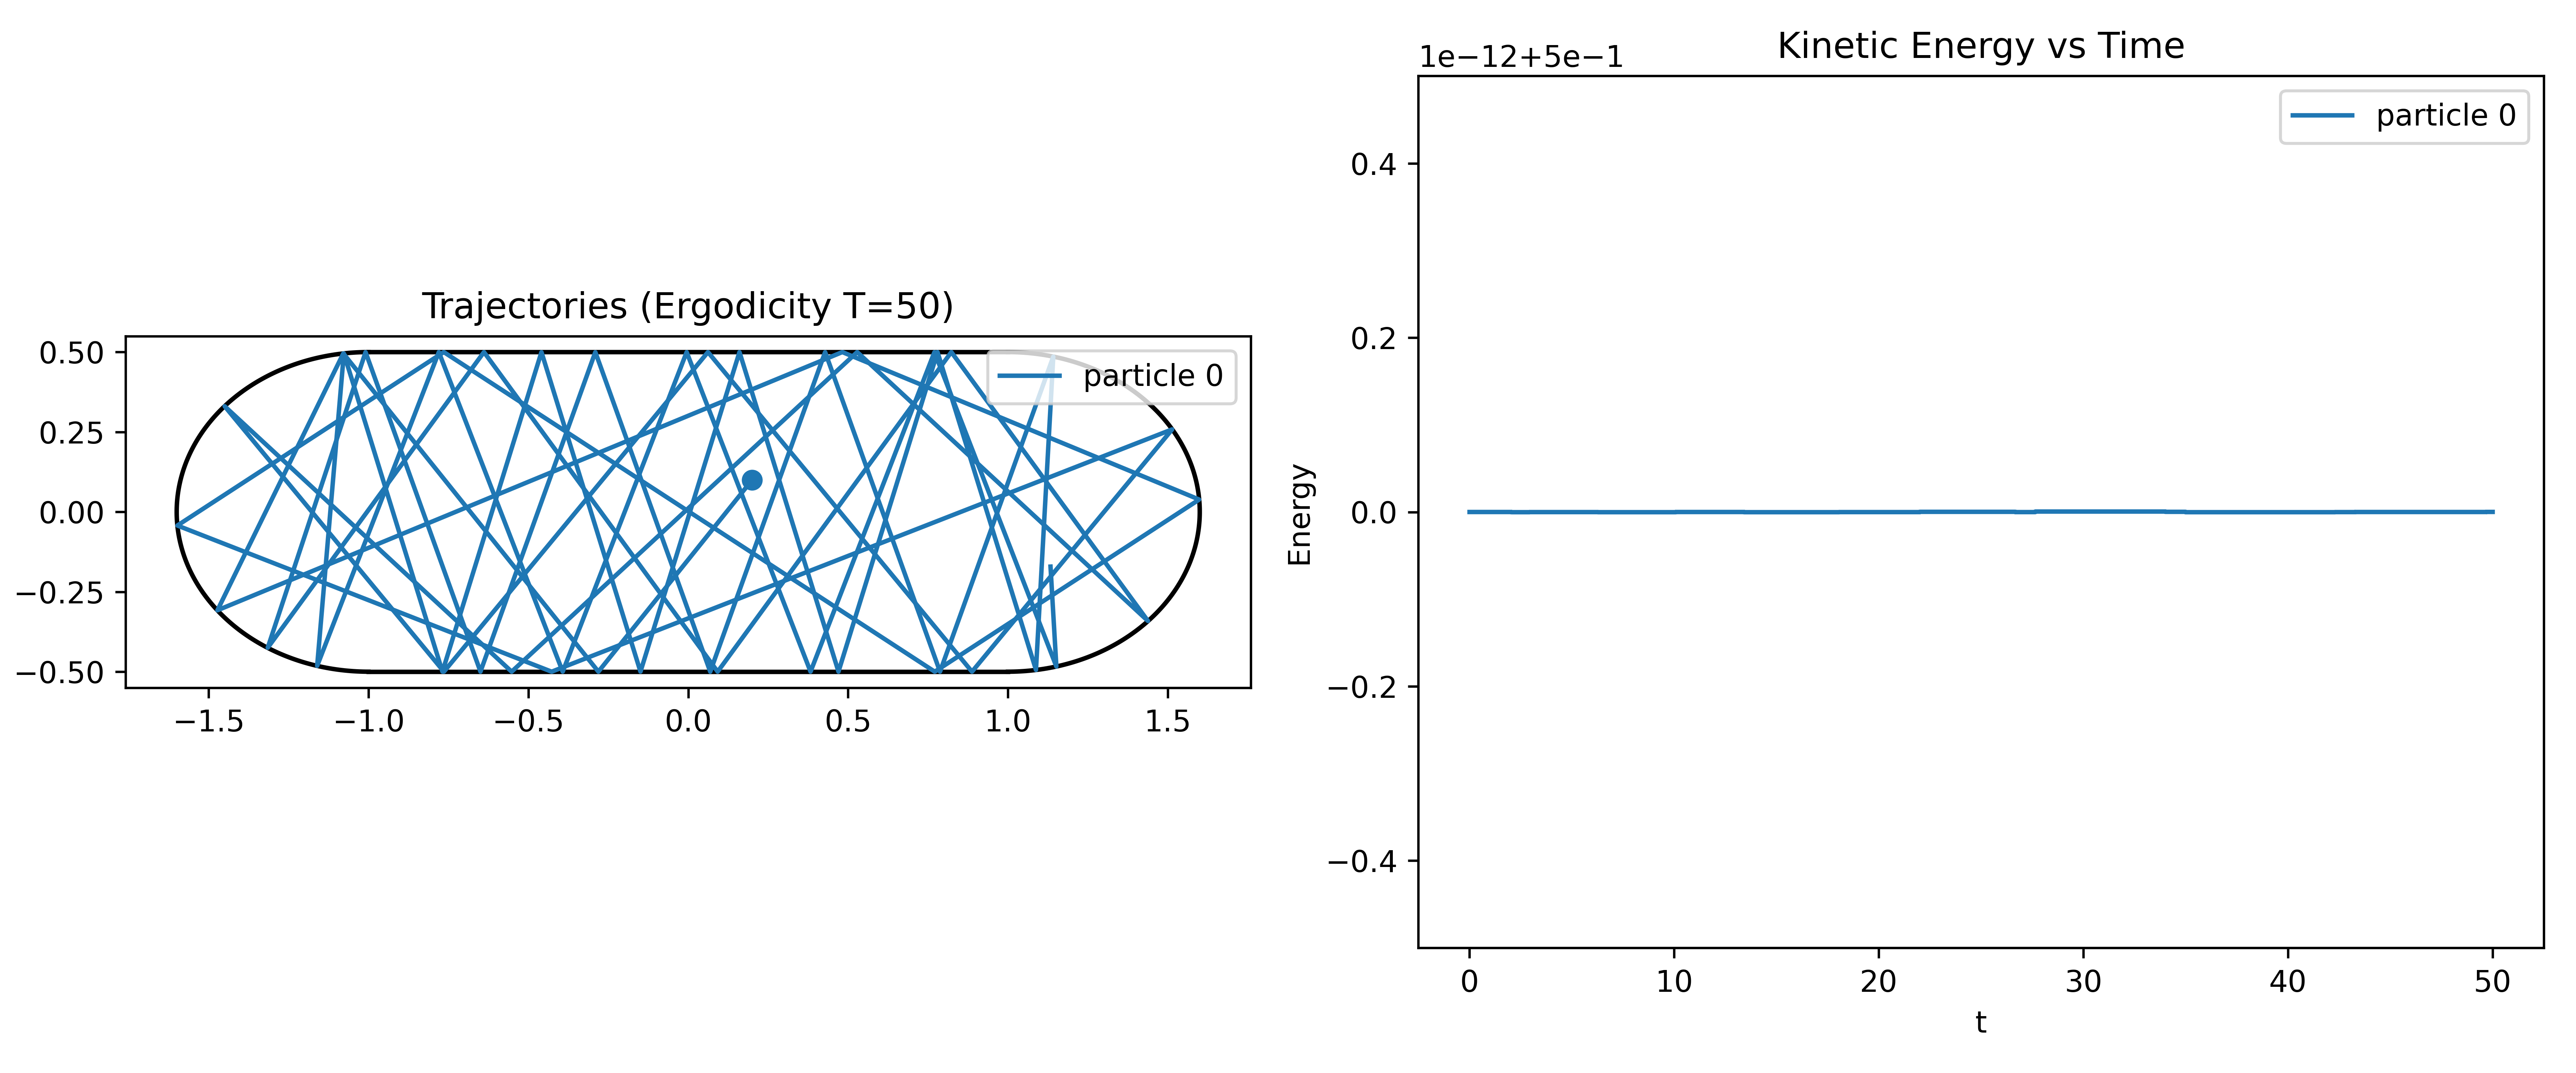 Trajectories (Ergodicity T=50)
particle 0
0.50
0.25
0.00
−0.25
−0.50
−1.5 −1.0 −0.5 0.0 0.5 1.0 1.5
Kinetic Energy vs Time
1e−12+5e−1
particle 0
Energy
0.4
0.2
0.0
−0.2
−0.4
0 10 20 30 40 50
t